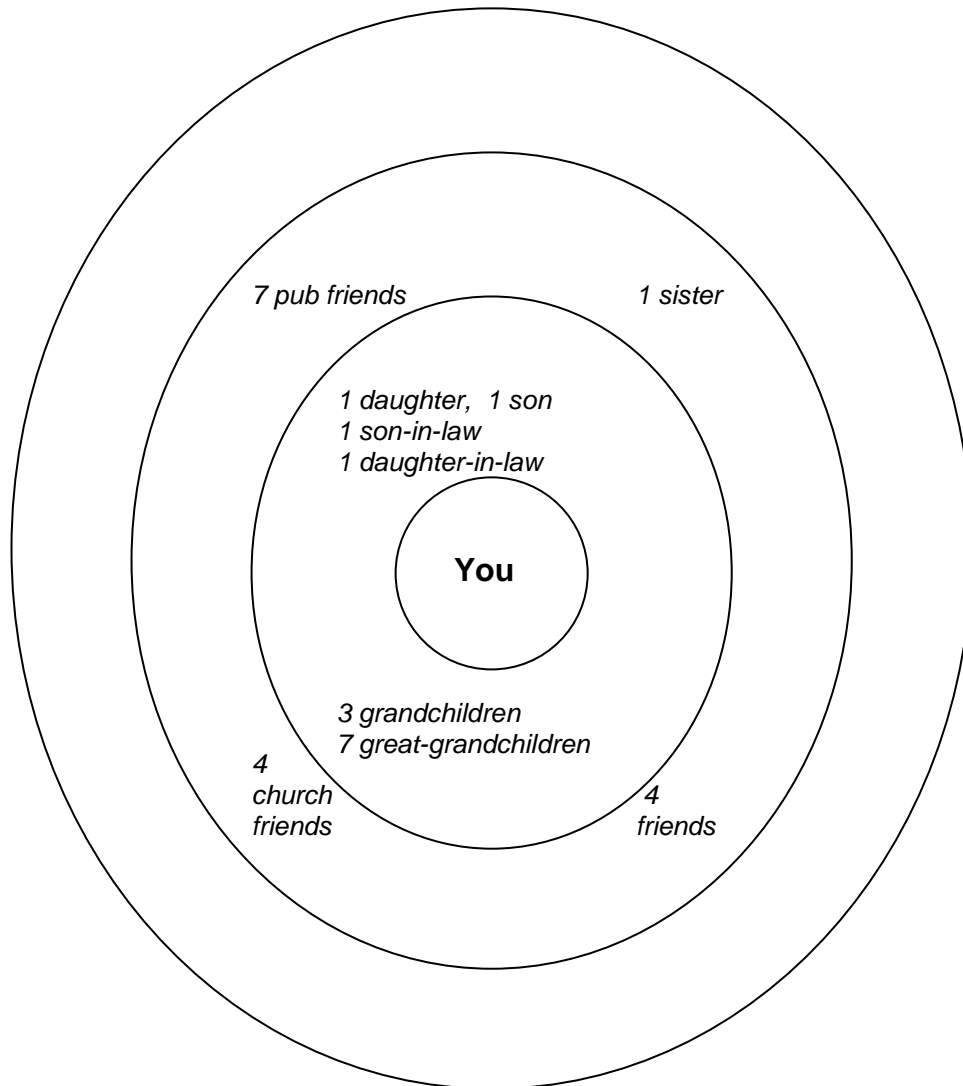 7 pub friends
1 sister
1 daughter,  1 son
1 son-in-law
1 daughter-in-law
You
3 grandchildren
7 great-grandchildren
4
church
friends
4
friends